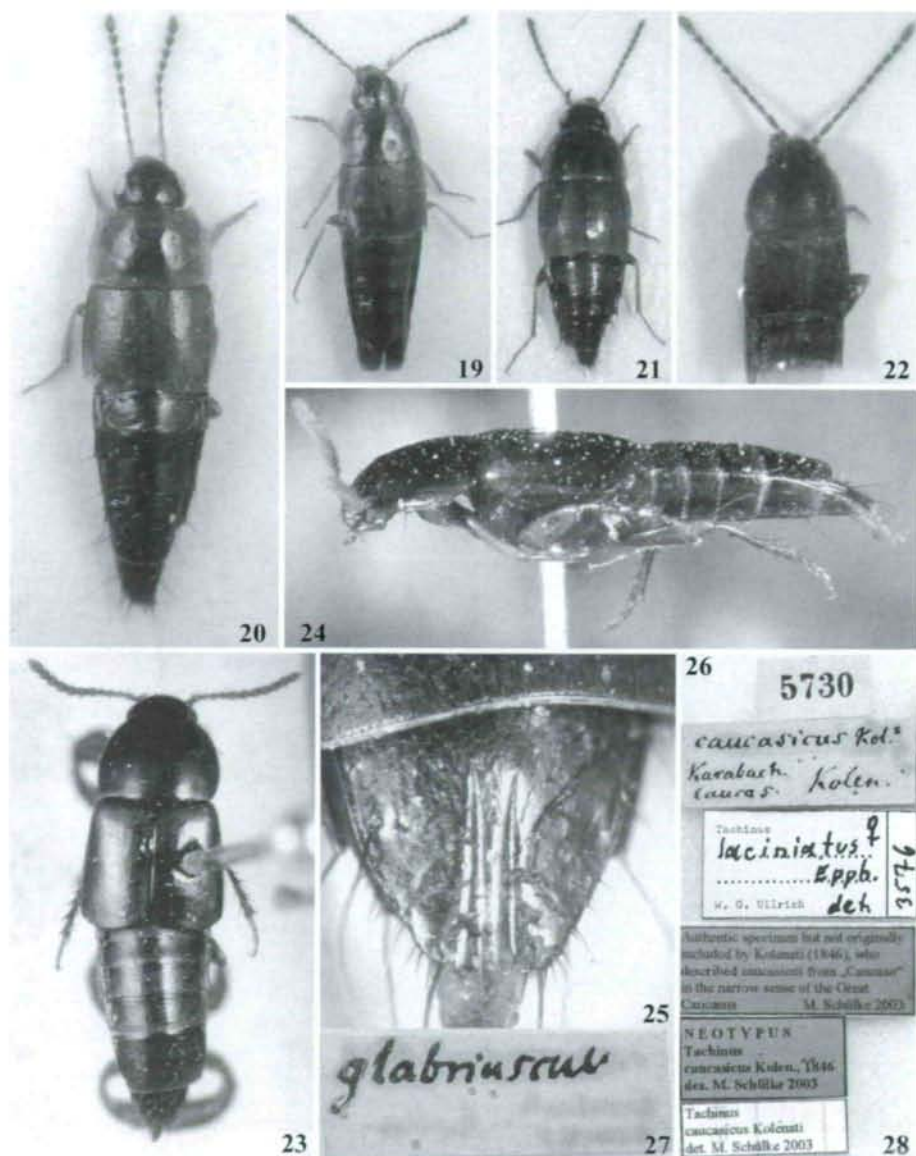 19
21
22
20
24
26
5730
caucasicus Kol.
Karabach.
Caucas. Kolen.
Tachinus
laciniatus ♀
Epph.
W. G. Ullrich det
3576
Authentic specimen but not originally
included by Kolenati (1846), who
described caucasicus from „Caucaso“
in the narrow sense of the Great
Caucasus M. Schülke 2003
25
NEOTYPUS
Tachinus
caucasicus Kolen., 1846
des. M. Schülke 2003
glabriuscul
Tachinus
caucasicus Kolenati
det. M. Schülke 2003
23
27
28